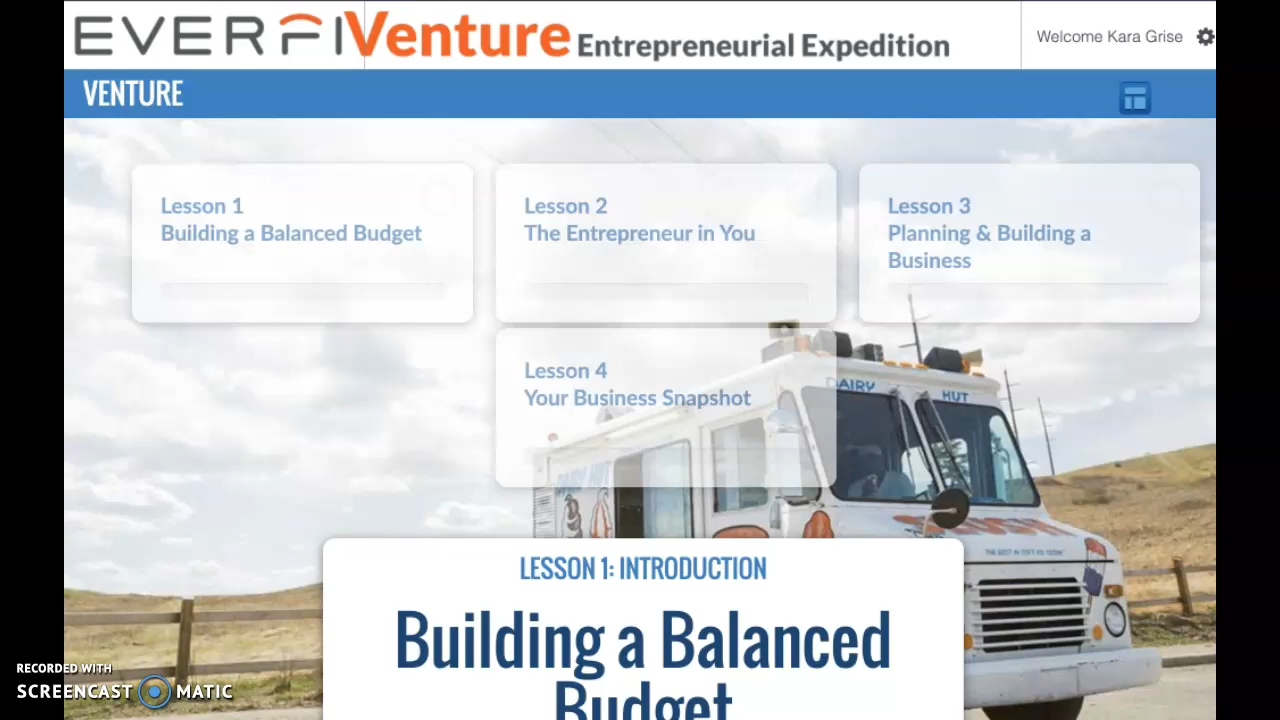 EVERFI Venture Entrepreneurial Expedition
Welcome Kara Grise
VENTURE
Lesson 1
Building a Balanced Budget
Lesson 2
The Entrepreneur in You
Lesson 3
Planning & Building a
Business
Lesson 4
Your Business Snapshot
DAIRY HUT
LESSON 1: INTRODUCTION
Building a Balanced
Budget
RECORDED WITH
SCREENCAST MATIC